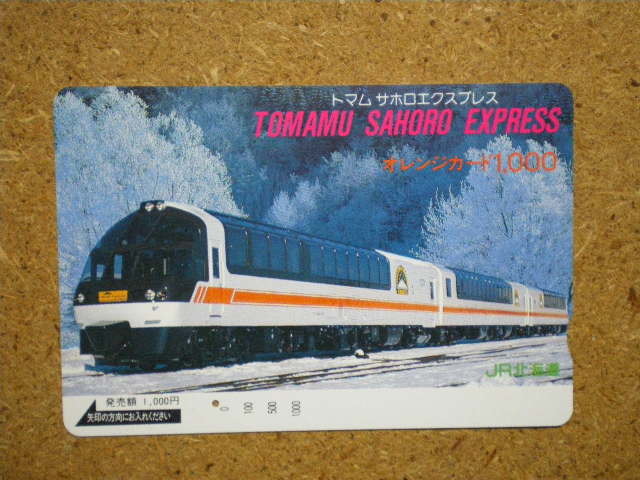 トマム サホロエクスプレス
TOMAMU SAHORO EXPRESS
オレンジカード1,000
JR北海道
発売額 1,000円
矢印の方向にお入れください
0 100 500 1000